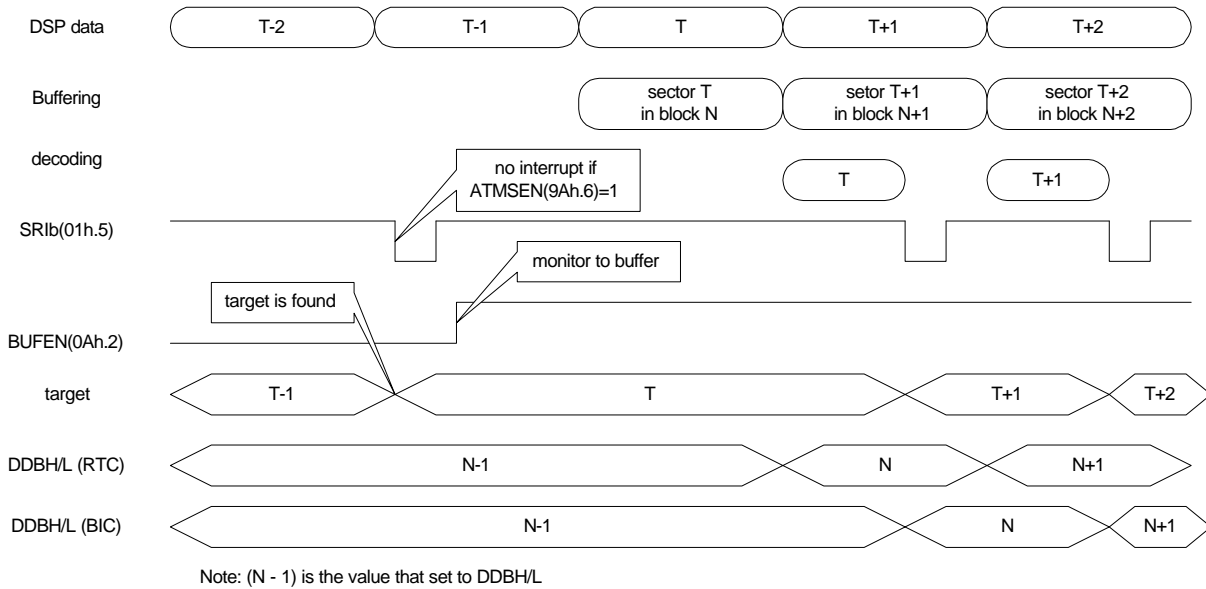 DSP data
T-2
T-1
T
T+1
T+2
Buffering
sector T
in block N
setor T+1
in block N+1
sector T+2
in block N+2
decoding
no interrupt if
ATMSEN(9Ah.6)=1
T
T+1
SRIb(01h.5)
monitor to buffer
target is found
BUFEN(0Ah.2)
target
T-1
T
T+1
T+2
DDBH/L (RTC)
N-1
N
N+1
DDBH/L (BIC)
N-1
N
N+1
Note: (N - 1) is the value that set to DDBH/L